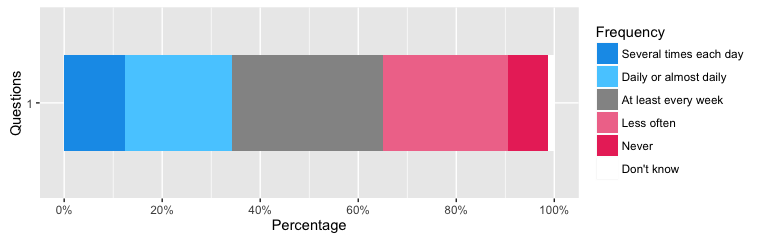 Questions
1
0%
20%
40%
60%
80%
100%
Percentage
Frequency
Several times each day
Daily or almost daily
At least every week
Less often
Never
Don't know